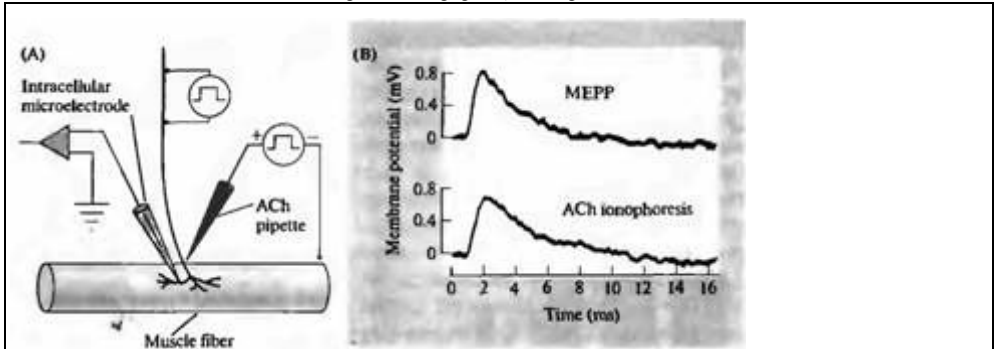 (A)
Intracellular
microelectrode
+
−
ACh
pipette
Muscle fiber
(B)
Membrane potential (mV)
0.8
0.4
0
MEPP
0.8
0.4
0
ACh ionophoresis
0 2 4 6 8 10 12 14 16
Time (ms)